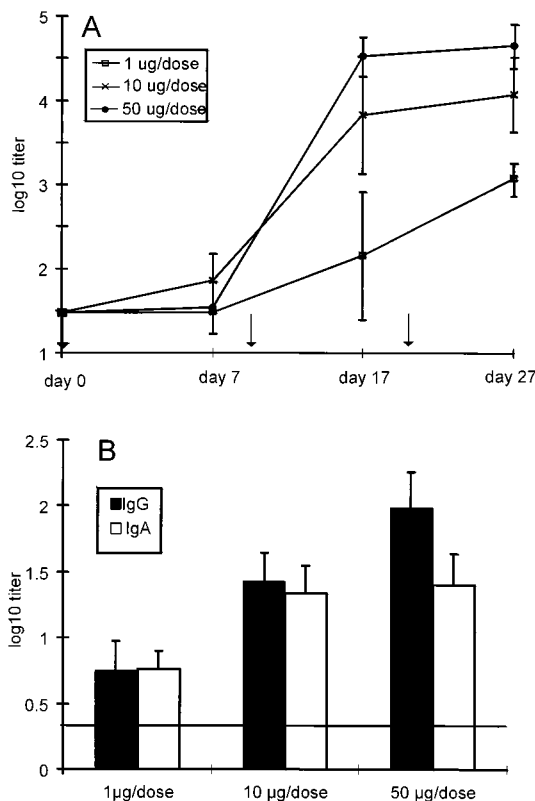 A
5
4
3
2
1
log10 titer
1 ug/dose
10 ug/dose
50 ug/dose
day 0
day 7
day 17
day 27
B
2.5
2
1.5
1
0.5
0
log10 titer
IgG
IgA
1µg/dose
10 µg/dose
50 µg/dose